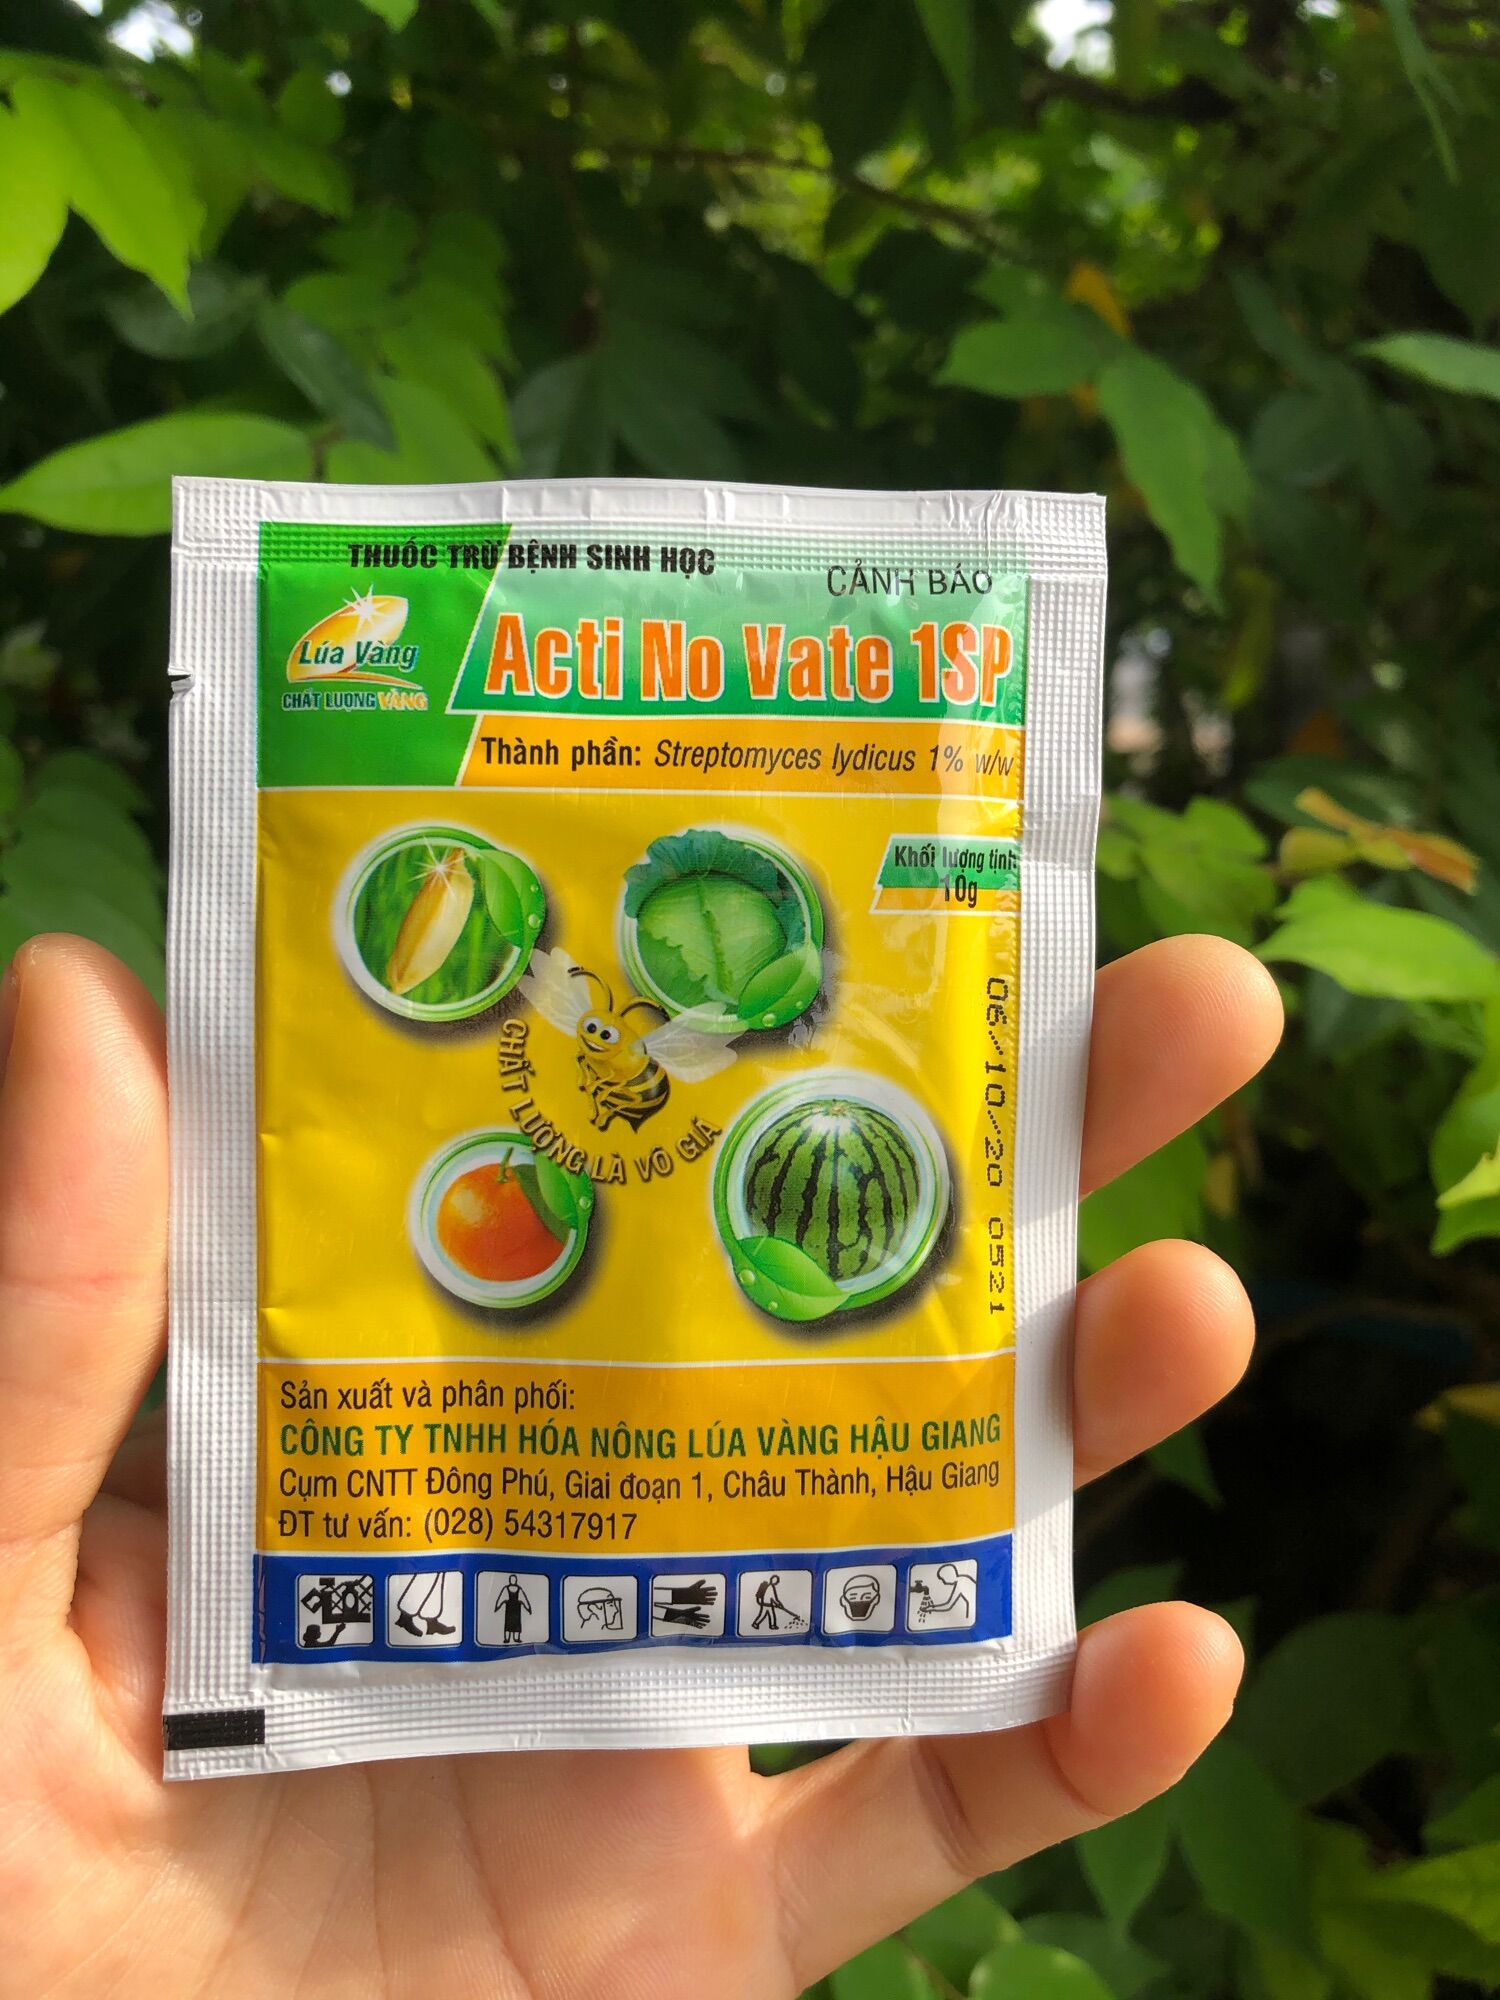 THUỐC TRỪ BỆNH SINH HỌC
CẢNH BÁO
Lúa Vàng
CHẤT LƯỢNG VÀNG
Acti No Vate 1SP
Thành phần: Streptomyces lydicus 1% w/w
Khối lượng tịnh
10g
CHẤT LƯỢNG LÀ VÔ GIÁ
06/10/20 0521
Sản xuất và phân phối:
CÔNG TY TNHH HÓA NÔNG LÚA VÀNG HẬU GIANG
Cụm CNTT Đông Phú, Giai đoạn 1, Châu Thành, Hậu Giang
ĐT tư vấn: (028) 54317917